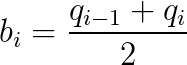 b_i = \frac{q_{i-1} + q_i}{2}